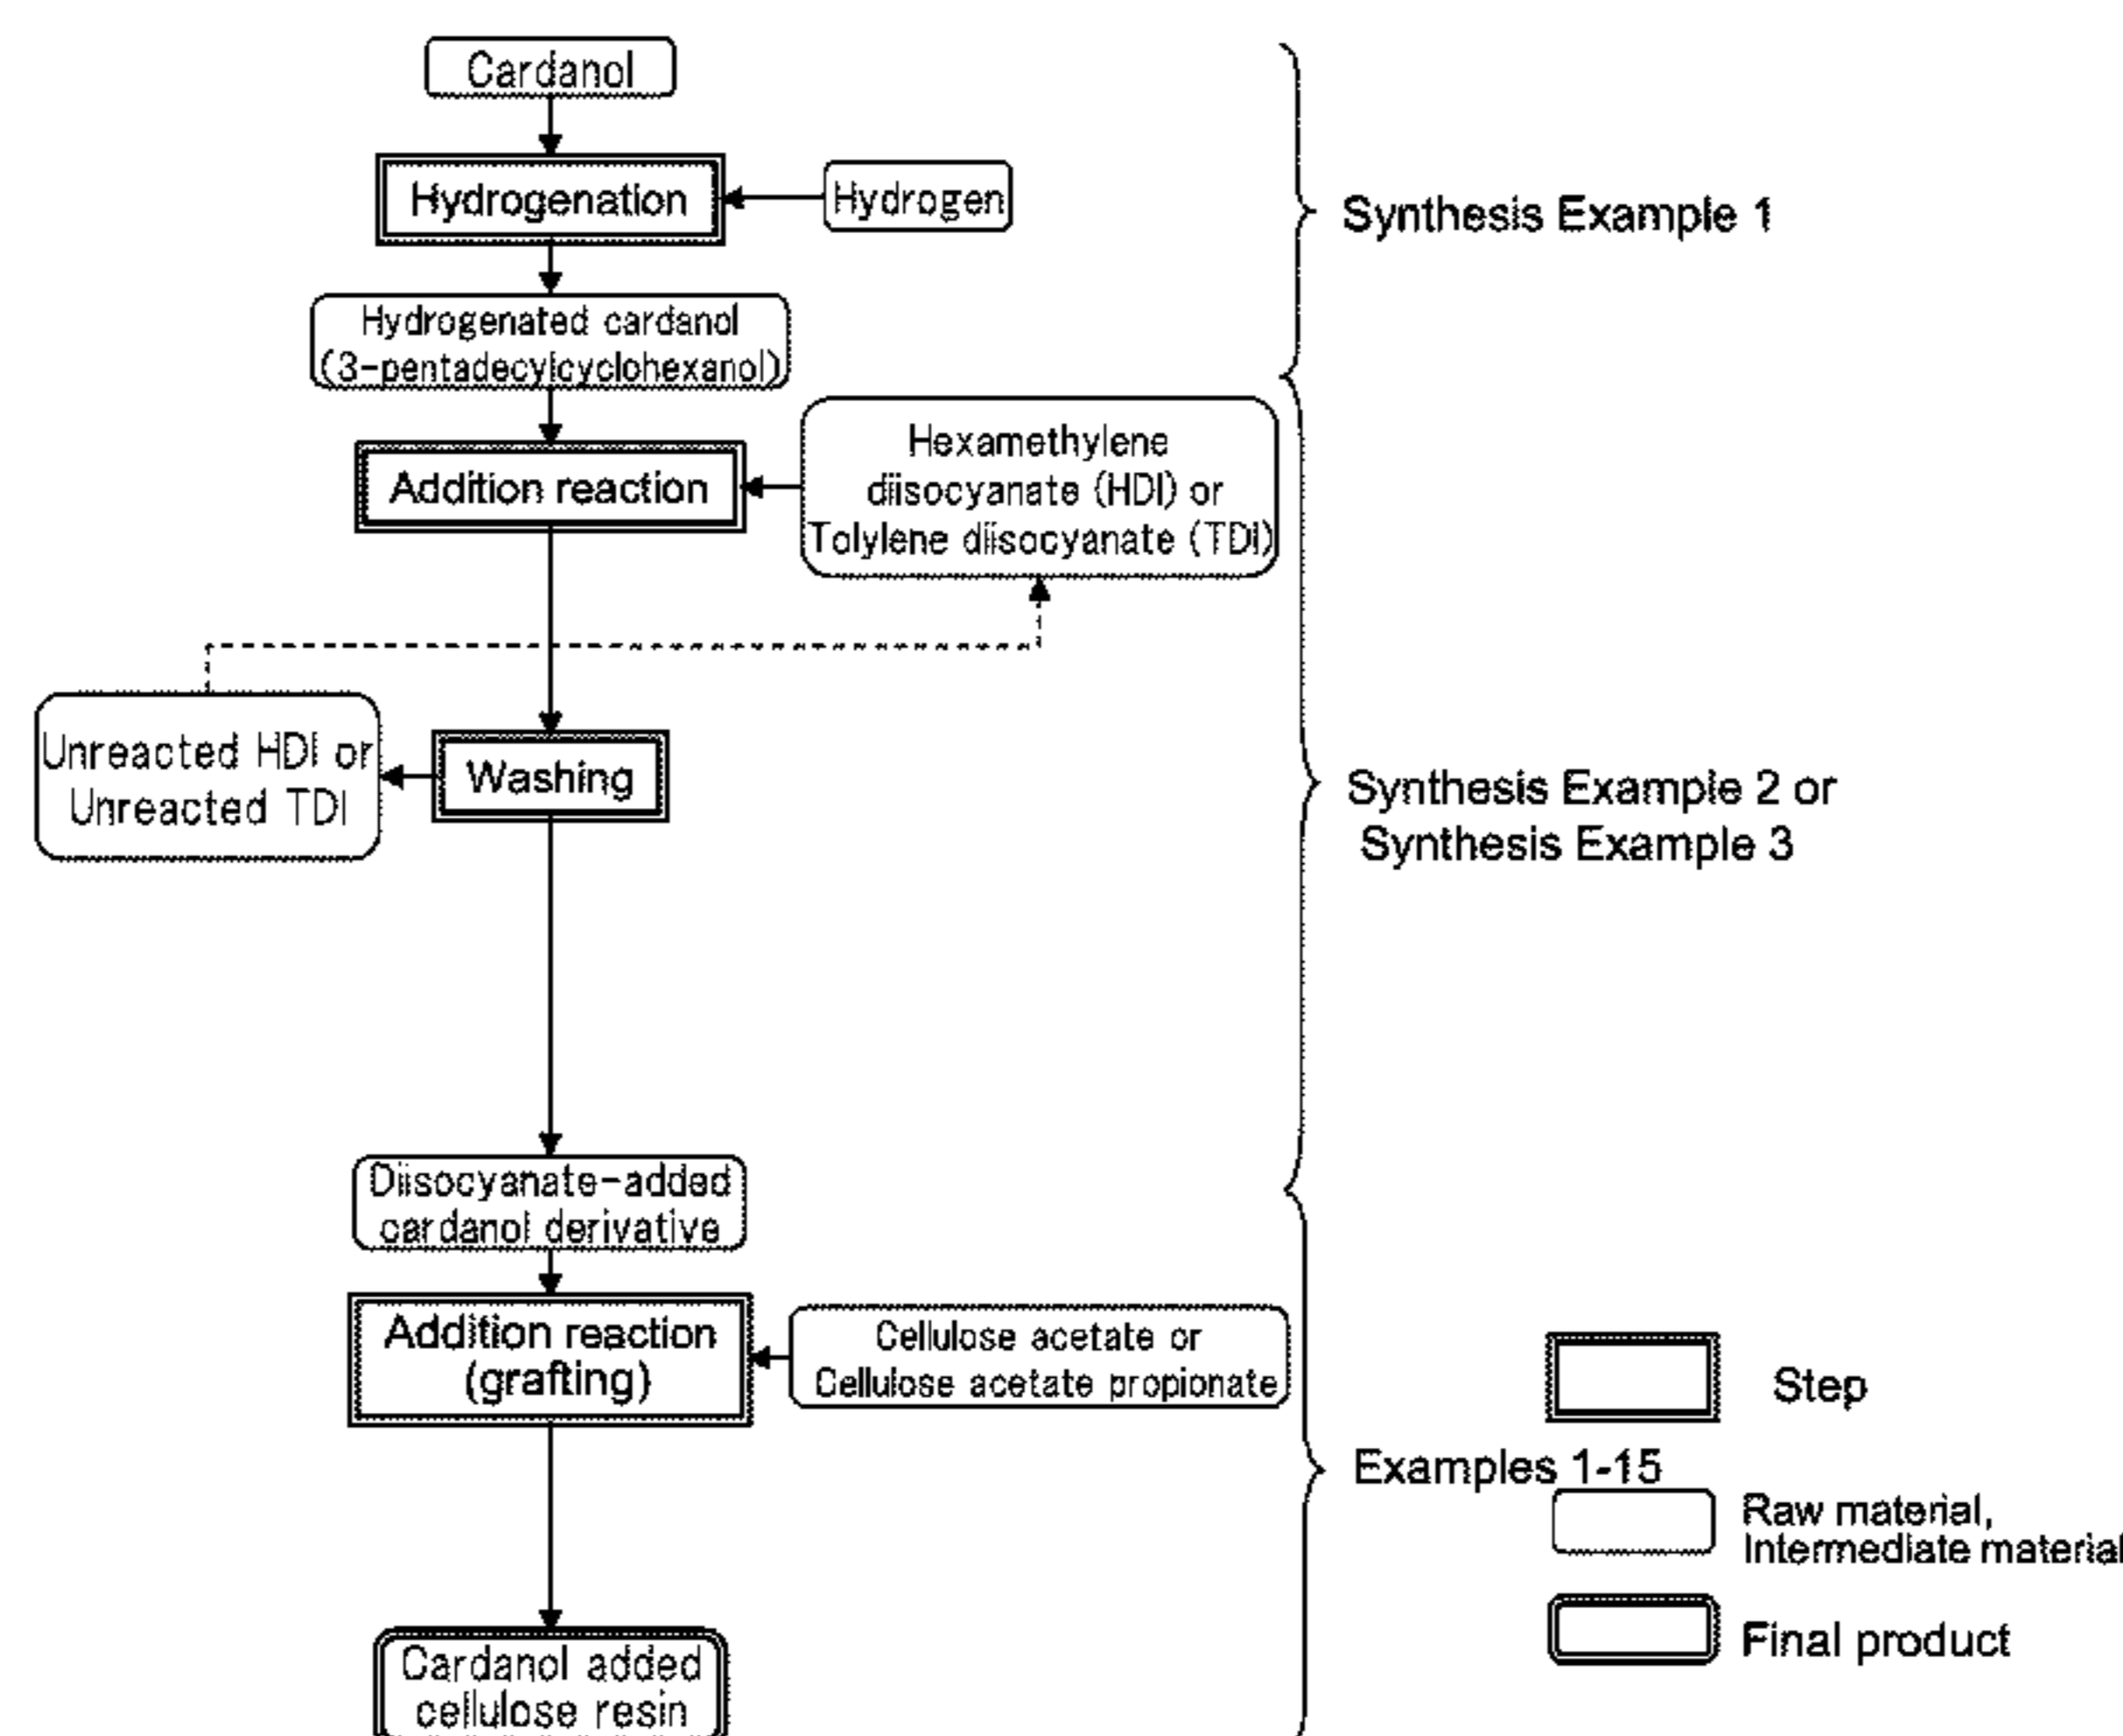 Cardanol
Hydrogenation
Hydrogen
Synthesis Example 1
Hydrogenated cardanol
(3-pentadecylcyclohexanol)
Addition reaction
Hexamethylene
diisocyanate (HDI) or
Tolylene diisocyanate (TDI)
Unreacted HDI or
Unreacted TDI
Washing
Synthesis Example 2 or
Synthesis Example 3
Diisocyanate-added
cardanol derivative
Addition reaction
(grafting)
Cellulose acetate or
Cellulose acetate propionate
Examples 1-15
Cardanol added
cellulose resin
Step
Raw material,
Intermediate material
Final product